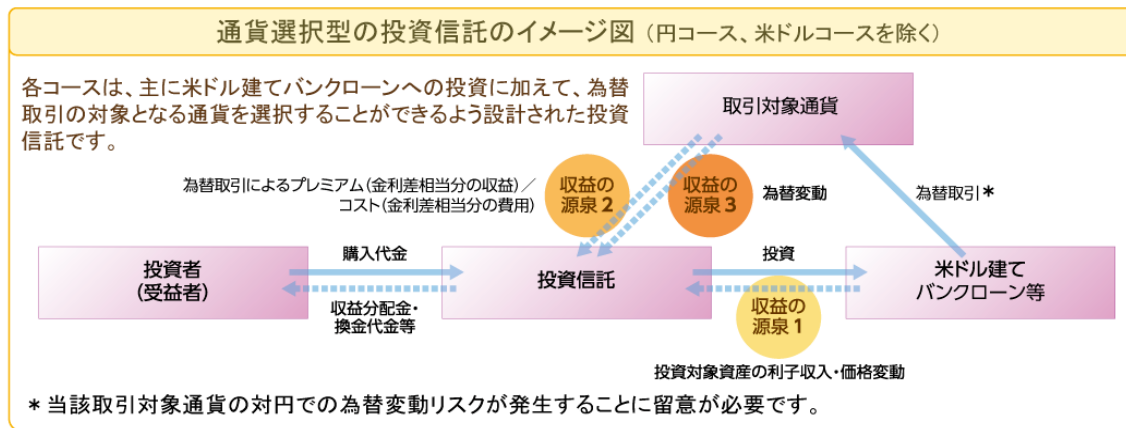 通貨選択型の投資信託のイメージ図（円コース、米ドルコースを除く）
各コースは、主に米ドル建てバンクローンへの投資に加えて、為替
取引の対象となる通貨を選択することができるよう設計された投資
信託です。
取引対象通貨
為替取引によるプレミアム（金利差相当分の収益）／
コスト（金利差相当分の費用）
収益の
源泉2
収益の
源泉3
為替変動
為替取引＊
投資者
（受益者）
購入代金
収益分配金・
換金代金等
投資信託
投資
収益の
源泉1
米ドル建て
バンクローン等
投資対象資産の利子収入・価格変動
＊当該取引対象通貨の対円での為替変動リスクが発生することに留意が必要です。